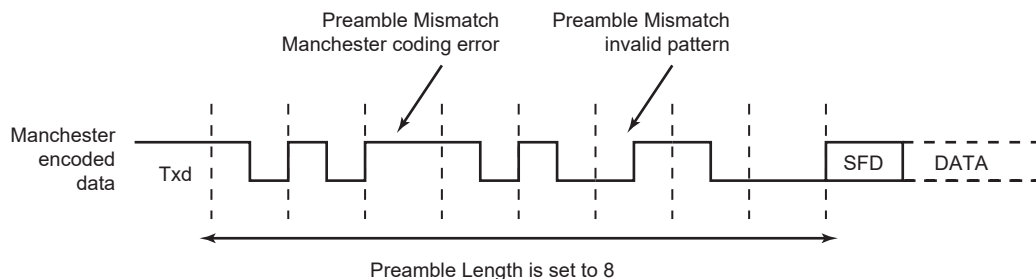 Preamble Mismatch
Manchester coding error
Preamble Mismatch
invalid pattern
Manchester
encoded
data
Txd
SFD
DATA
Preamble Length is set to 8